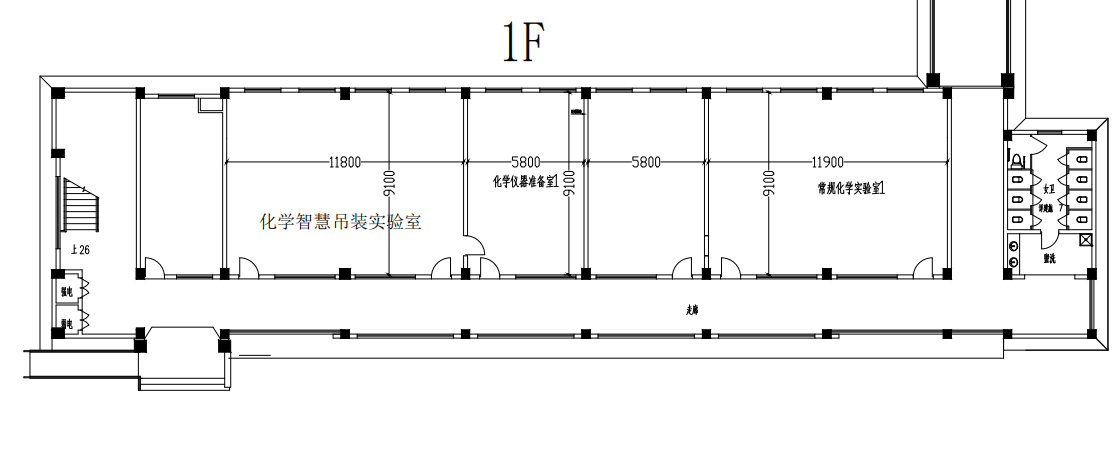 1F
11800
5800
5800
11900
9100
9100
9100
化学仪器准备室1
常规化学实验室1
化学智慧吊装实验室
女卫
7
上26
盥洗
强电
弱电
走廊